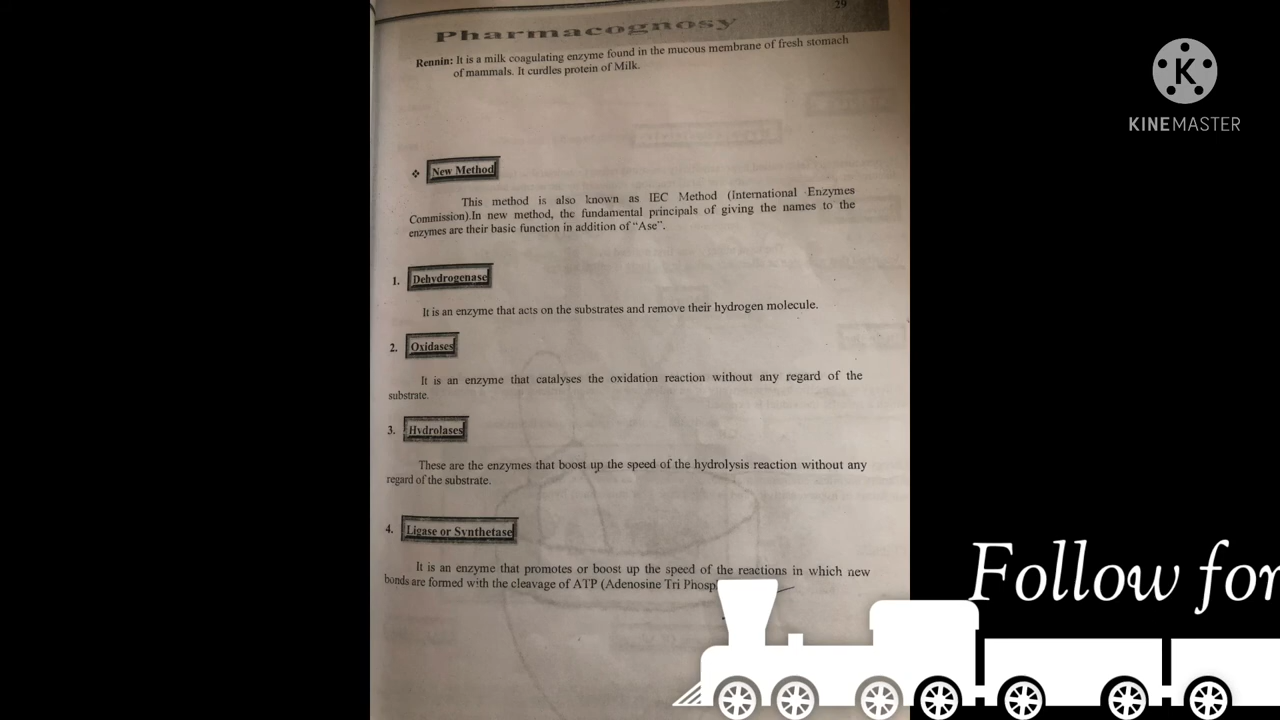 29
Pharmacognosy
Rennin: It is a milk coagulating enzyme found in the mucous membrane of fresh stomach
of mammals. It curdles protein of Milk.
K
KINEMASTER
❖ New Method
This method is also known as IEC Method (International Enzymes
Commission).In new method, the fundamental principals of giving the names to the
enzymes are their basic function in addition of “Ase”.
1. Dehydrogenase
It is an enzyme that acts on the substrates and remove their hydrogen molecule.
2. Oxidases
It is an enzyme that catalyses the oxidation reaction without any regard of the
substrate.
3. Hydrolases
These are the enzymes that boost up the speed of the hydrolysis reaction without any
regard of the substrate.
4. Ligase or Synthetase
It is an enzyme that promotes or boost up the speed of the reactions in which new
bonds are formed with the cleavage of ATP (Adenosine Tri Phosp
Follow for